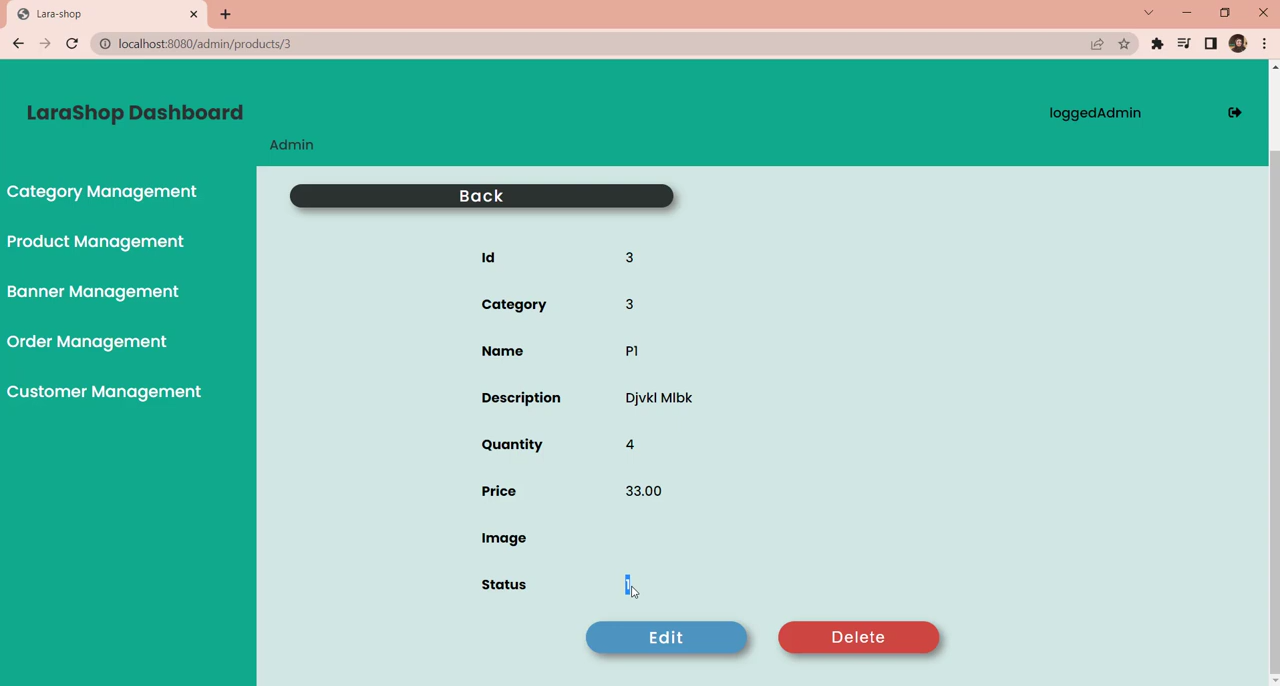 Lara-shop
localhost:8080/admin/products/3
LaraShop Dashboard
loggedAdmin
Admin
Category Management
Product Management
Banner Management
Order Management
Customer Management
Back
Id 3
Category 3
Name P1
Description Djvkl Mlbk
Quantity 4
Price 33.00
Image
Status 1
Edit Delete